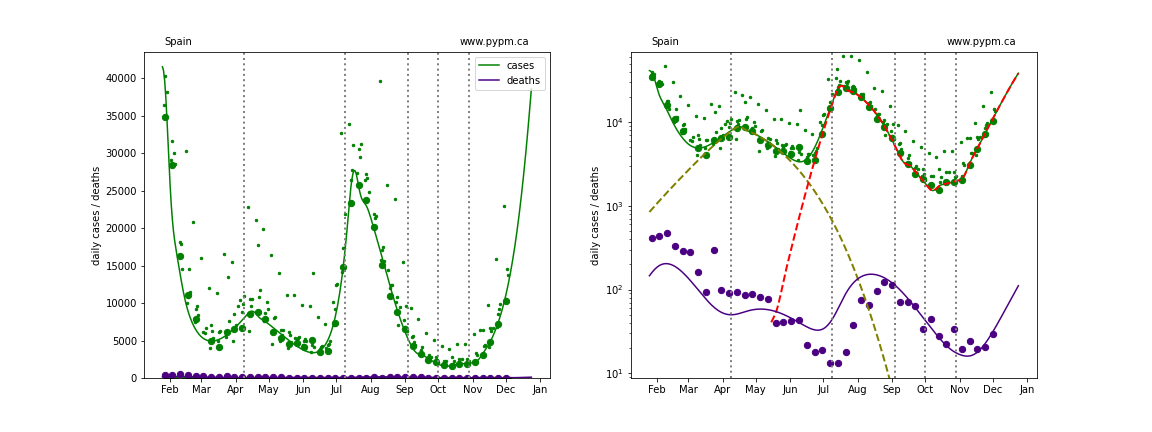 Spain www.pypm.ca
cases
deaths
daily cases / deaths
40000
35000
30000
25000
20000
15000
10000
5000
0
Feb Mar Apr May Jun Jul Aug Sep Oct Nov Dec Jan
Spain www.pypm.ca
daily cases / deaths
10⁴
10³
10²
10¹
Feb Mar Apr May Jun Jul Aug Sep Oct Nov Dec Jan